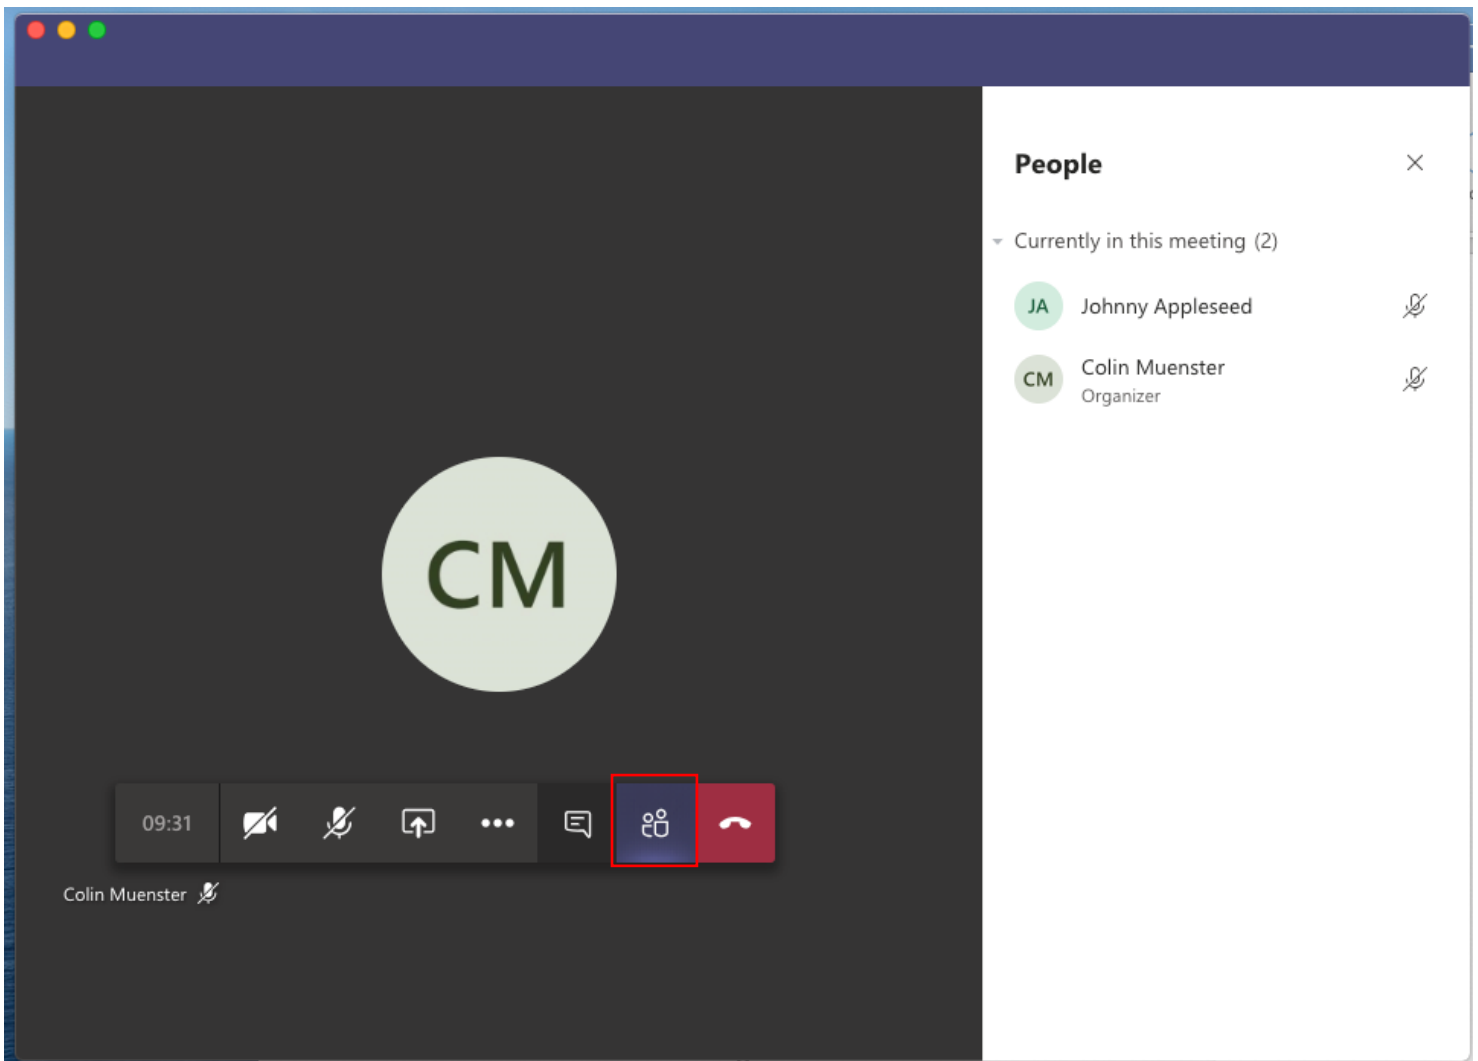 People
Currently in this meeting (2)
JA Johnny Appleseed
CM Colin Muenster
Organizer
CM
09:31
Colin Muenster